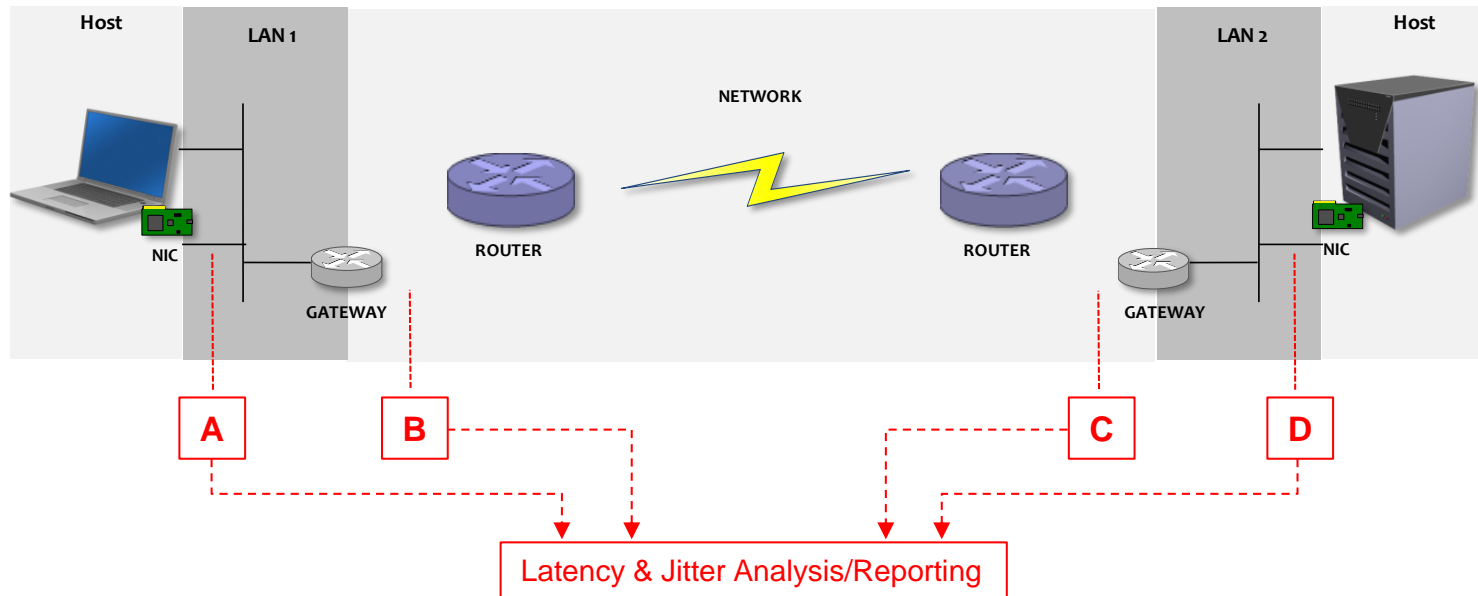 Host
LAN 1
LAN 2
Host
NETWORK
NIC
ROUTER
ROUTER
NIC
GATEWAY
GATEWAY
A
B
C
D
Latency & Jitter Analysis/Reporting